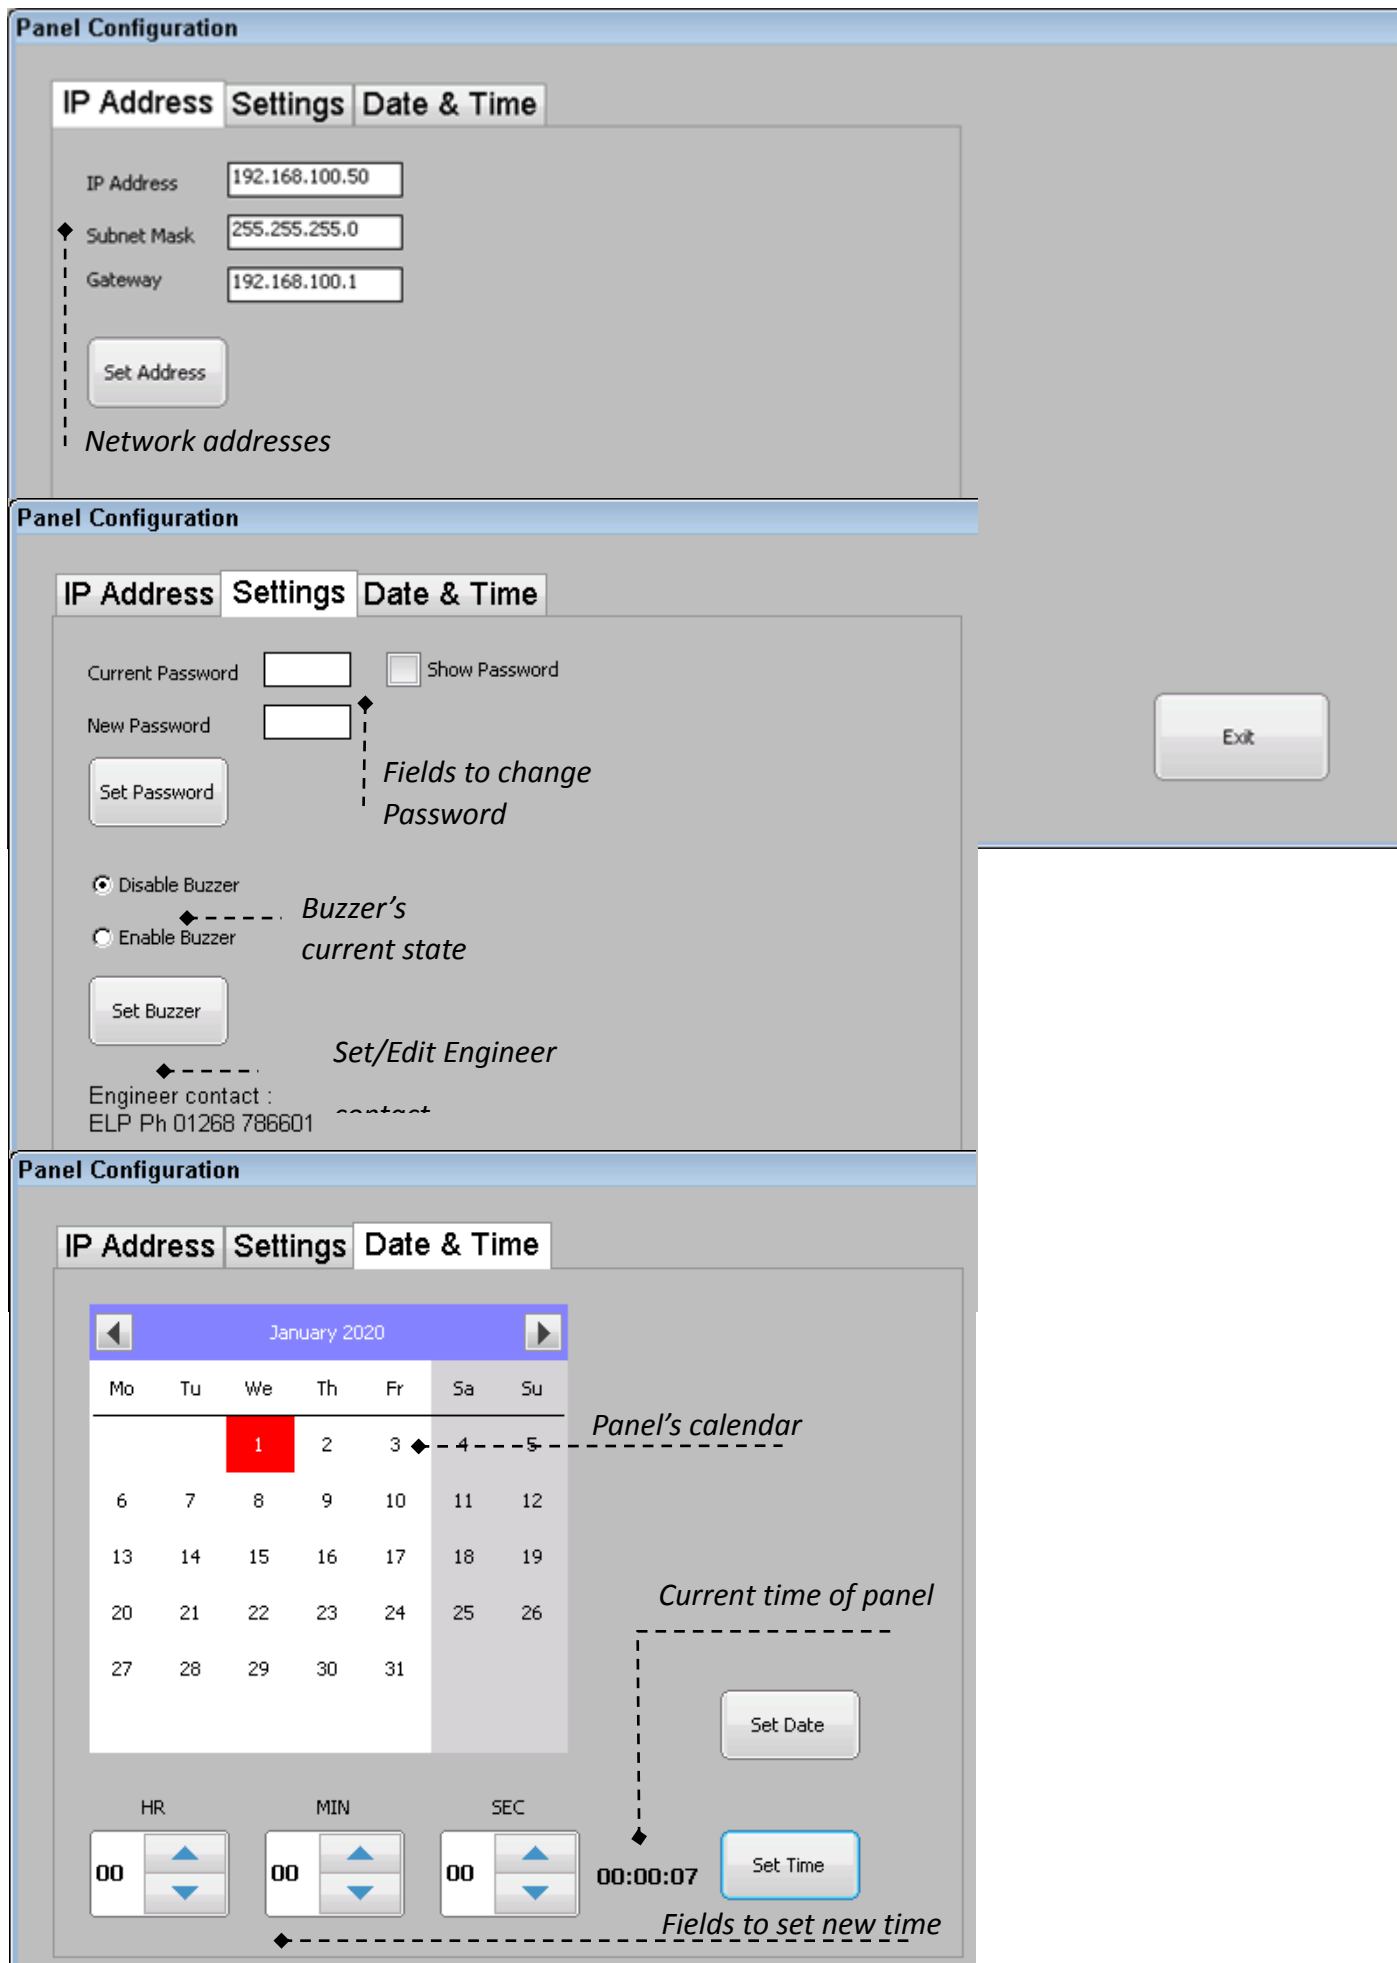 Panel Configuration
IP Address Settings Date & Time
IP Address 192.168.100.50
Subnet Mask 255.255.255.0
Gateway 192.168.100.1
Set Address
Network addresses
Panel Configuration
IP Address Settings Date & Time
Current Password Show Password
New Password
Set Password
Fields to change
Password
Exit
Disable Buzzer
Enable Buzzer
Buzzer's
current state
Set Buzzer
Set/Edit Engineer
contact
Engineer contact :
ELP Ph 01268 786601
Panel Configuration
IP Address Settings Date & Time
January 2020
Mo Tu We Th Fr Sa Su
1 2 3 4 5
6 7 8 9 10 11 12
13 14 15 16 17 18 19
20 21 22 23 24 25 26
27 28 29 30 31
Panel's calendar
Current time of panel
Set Date
HR MIN SEC
00 00 00 00:00:07 Set Time
Fields to set new time